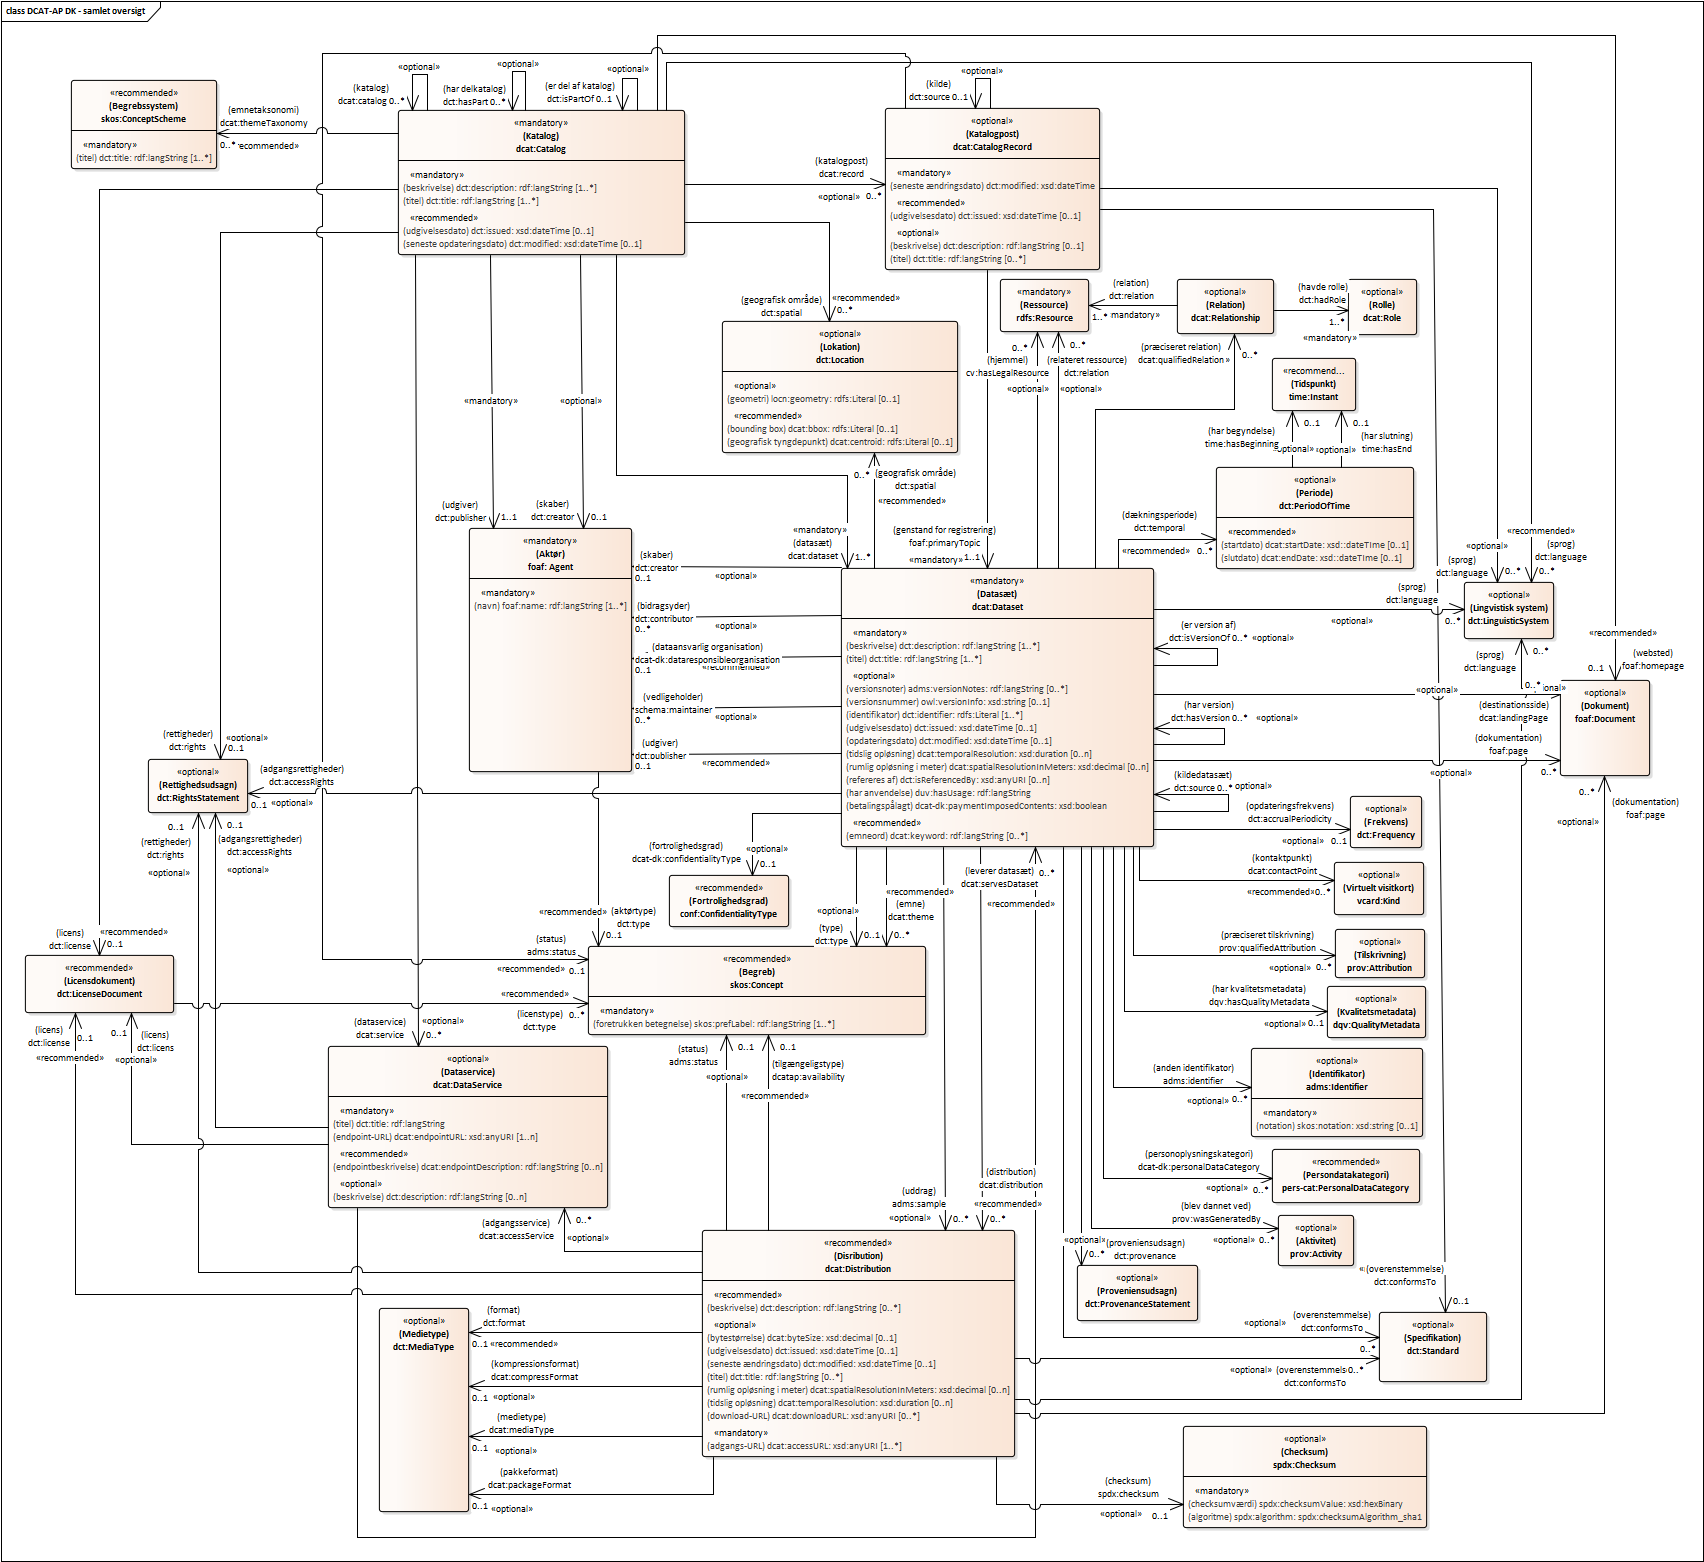 class DCAT-AP DK - samlet oversigt
«optional»
(katalog)
dcat:catalog 0..*
«optional»
(har delkatalog)
dct:hasPart 0..*
«optional»
(er del af katalog)
dct:isPartOf 0..1
«optional»
(kilde)
dct:source 0..1
«recommended»
(Begrebssystem)
skos:ConceptScheme
«mandatory»
(titel) dct:title: rdf:langString [1..*]
(emnetaksonomi)
dcat:themeTaxonomy
0..* recommended»
«mandatory»
(Katalog)
dcat:Catalog
«mandatory»
(beskrivelse) dct:description: rdf:langString [1..*]
(titel) dct:title: rdf:langString [1..*]
«recommended»
(udgivelsesdato) dct:issued: xsd:dateTime [0..1]
(seneste opdateringsdato) dct:modified: xsd:dateTime [0..1]
(katalogpost)
dcat:record
«optional» 0..*
«optional»
(Katalogpost)
dcat:CatalogRecord
«mandatory»
(seneste ændringsdato) dct:modified: xsd:dateTime
«recommended»
(udgivelsesdato) dct:issued: xsd:dateTime [0..1]
«optional»
(beskrivelse) dct:description: rdf:langString [0..1]
(titel) dct:title: rdf:langString [0..*]
«mandatory»
(Ressource)
rdfs:Resource
(relation)
dct:relation
1..* mandatory»
«optional»
(Relation)
dcat:Relationship
(havde rolle)
dct:hadRole
1..*
«mandatory»
«optional»
(Rolle)
dcat:Role
(geografisk område)
dct:spatial
«recommended»
0..*
«optional»
(Lokation)
dct:Location
«optional»
(geometri) locn:geometry: rdfs:Literal [0..1]
«recommended»
(bounding box) dcat:bbox: rdfs:Literal [0..1]
(geografisk tyngdepunkt) dcat:centroid: rdfs:Literal [0..1]
0..*
(hjemmel)
cv:hasLegalResource
«optional»
0..*
(relateret ressource)
dct:relation
«optional»
(præciseret relation)
dcat:qualifiedRelation »
0..*
«recommend...
(Tidspunkt)
time:Instant
(har begyndelse)
time:hasBeginning
0..1
optional»
0..1
(har slutning)
time:hasEnd
«optional»
«optional»
(Periode)
dct:PeriodOfTime
«recommended»
(startdato) dcat:startDate: xsd::dateTIme [0..1]
(slutdato) dcat:endDate: xsd::dateTIme [0..1]
«mandatory»
«optional»
0..*
(geografisk område)
dct:spatial
«recommended»
(udgiver)
dct:publisher 1..1
(skaber)
dct:creator 0..1
«mandatory»
(datasæt)
dcat:dataset
1..*
(genstand for registrering)
foaf:primaryTopic
«mandatory» 1..1
(dækningsperiode)
dct:temporal
«recommended» 0..*
«optional»
(sprog)
dct:language
0..*
«recommended»
(sprog)
dct:language
0..*
«mandatory»
(Aktør)
foaf: Agent
«mandatory»
(navn) foaf:name: rdf:langString [1..*]
(skaber)
dct:creator
0..1
«optional»
(bidragsyder)
dct:contributor
0..*
«optional»
(dataansvarlig organisation)
dcat-dk:dataresponsibleorganisation
0..1
«recommended»
(vedligeholder)
schema:maintainer
0..*
«optional»
(udgiver)
dct:publisher
0..1
«recommended»
«mandatory»
(Datasæt)
dcat:Dataset
«mandatory»
(beskrivelse) dct:description: rdf:langString [1..*]
(titel) dct:title: rdf:langString [1..*]
«optional»
(versionsnoter) adms:versionNotes: rdf:langString [0..*]
(versionsnummer) owl:versionInfo: xsd:string [0..1]
(identifikator) dct:identifier: rdfs:Literal [1..*]
(udgivelsesdato) dct:issued: xsd:dateTime [0..1]
(opdateringsdato) dct:modified: xsd:dateTime [0..1]
(tidslig opløsning) dcat:temporalResolution: xsd:duration [0..n]
(rumlig opløsning i meter) dcat:spatialResolutionInMeters: xsd:decimal [0..n]
(refereres af) dct:isReferencedBy: xsd:anyURI [0..n]
(har anvendelse) duv:hasUsage: rdf:langString
(betalingspålagt) dcat-dk:paymentImposedContents: xsd:boolean
«recommended»
(emneord) dcat:keyword: rdf:langString [0..*]
(sprog)
dct:language
«optional»
0..*
«optional»
(Lingvistisk system)
dct:LinguisticSystem
(er version af)
dct:isVersionOf 0..* «optional»
(har version)
dct:hasVersion 0..* «optional»
(kildedatasæt)
dct:source 0..* optional»
(sprog)
dct:language
0..*
«recommended»
(websted)
0..1 foaf:homepage
«optional»
0..* ional»
(destinationsside)
dcat:landingPage
«optional»
(Dokument)
foaf:Document
(dokumentation)
foaf:page
«optional»
0..*
0..*
(dokumentation)
foaf:page
«optional»
(rettigheder)
dct:rights
«optional»
0..1
«optional»
(Rettighedsudsagn)
dct:RightsStatement
(adgangsrettigheder)
dct:accessRights
0..1 «optional»
0..1
(rettigheder)
dct:rights
«optional»
0..1
(adgangsrettigheder)
dct:accessRights
«optional»
(fortrolighedsgrad)
dcat-dk:confidentialityType
«optional»
0..1
«recommended»
(Fortrolighedsgrad)
conf:ConfidentialityType
(leverer datasæt)
dcat:servesDataset
0..*
«recommended»
«recommended»
(emne)
dcat:theme
0..*
«optional»
(type)
dct:type
0..1
(opdateringsfrekvens)
dct:accrualPeriodicity
«optional» 0..1
«optional»
(Frekvens)
dct:Frequency
(kontaktpunkt)
dcat:contactPoint
«recommended» 0..*
«optional»
(Virtuelt visitkort)
vcard:Kind
(præciseret tilskrivning)
prov:qualifiedAttribution
«optional» 0..*
«optional»
(Tilskrivning)
prov:Attribution
(har kvalitetsmetadata)
dqv:hasQualityMetadata
«optional» 0..1
«optional»
(Kvalitetsmetadata)
dqv:QualityMetadata
(anden identifikator)
adms:identifier
«optional» 0..*
«optional»
(Identifikator)
adms:Identifier
«mandatory»
(notation) skos:notation: xsd:string [0..1]
(personoplysningskategori)
dcat-dk:personalDataCategory
«optional» 0..*
«recommended»
(Persondatakategori)
pers-cat:PersonalDataCategory
(blev dannet ved)
prov:wasGeneratedBy
«optional» 0..*
«optional»
(Aktivitet)
prov:Activity
«optional»
0..*
(proveniensudsagn)
dct:provenance
«optional»
(Proveniensudsagn)
dct:ProvenanceStatement
(overenstemmelse)
dct:conformsTo
0..1
(overenstemmelse)
dct:conformsTo
«optional»
0..*
«optional»
(Specifikation)
dct:Standard
«optional» (overenstemmels 0..*
dct:conformsTo
(licens)
dct:license
«recommended»
0..1
«recommended»
(Licensdokument)
dct:LicenseDocument
(licens)
dct:license
0..1
«recommended»
0..1
(licens)
dct:licens
«optional»
«recommended» (aktørtype)
dct:type
0..1
(status)
adms:status
«recommended» 0..1
«recommended»
(licenstype)
dct:type
0..*
«recommended»
(Begreb)
skos:Concept
«mandatory»
(foretrukken betegnelse) skos:prefLabel: rdf:langString [1..*]
(dataservice)
dcat:service
«optional»
0..*
«optional»
(Dataservice)
dcat:DataService
«mandatory»
(titel) dct:title: rdf:langString
(endpoint-URL) dcat:endpointURL: xsd:anyURI [1..n]
«recommended»
(endpointbeskrivelse) dcat:endpointDescription: rdf:langString [0..n]
«optional»
(beskrivelse) dct:description: rdf:langString [0..n]
(status)
adms:status
0..1
«optional»
0..1
(tilgængeligstype)
dcatap:availability
«recommended»
(adgangsservice)
dcat:accessService
0..*
«optional»
(uddrag)
adms:sample
«optional» 0..*
(distribution)
dcat:distribution
«recommended»
0..*
«recommended»
(Disribution)
dcat:Distribution
«recommended»
(beskrivelse) dct:description: rdf:langString [0..*]
«optional»
(bytestørrelse) dcat:byteSize: xsd:decimal [0..1]
(udgivelsesdato) dct:issued: xsd:dateTime [0..1]
(seneste ændringsdato) dct:modified: xsd:dateTime [0..1]
(titel) dct:title: rdf:langString [0..*]
(rumlig opløsning i meter) dcat:spatialResolutionInMeters: xsd:decimal [0..n]
(tidslig opløsning) dcat:temporalResolution: xsd:duration [0..n]
(download-URL) dcat:downloadURL: xsd:anyURI [0..*]
«mandatory»
(adgangs-URL) dcat:accessURL: xsd:anyURI [1..*]
«optional»
(Medietype)
dct:MediaType
(format)
dct:format
0..1 «recommended»
(kompressionsformat)
dcat:compressFormat
0..1 «optional»
(medietype)
dcat:mediaType
0..1 «optional»
(pakkeformat)
dcat:packageFormat
0..1 «optional»
(checksum)
spdx:checksum
«optional» 0..1
«optional»
(Checksum)
spdx:Checksum
«mandatory»
(checksumværdi) spdx:checksumValue: xsd:hexBinary
(algoritme) spdx:algorithm: spdx:checksumAlgorithm_sha1